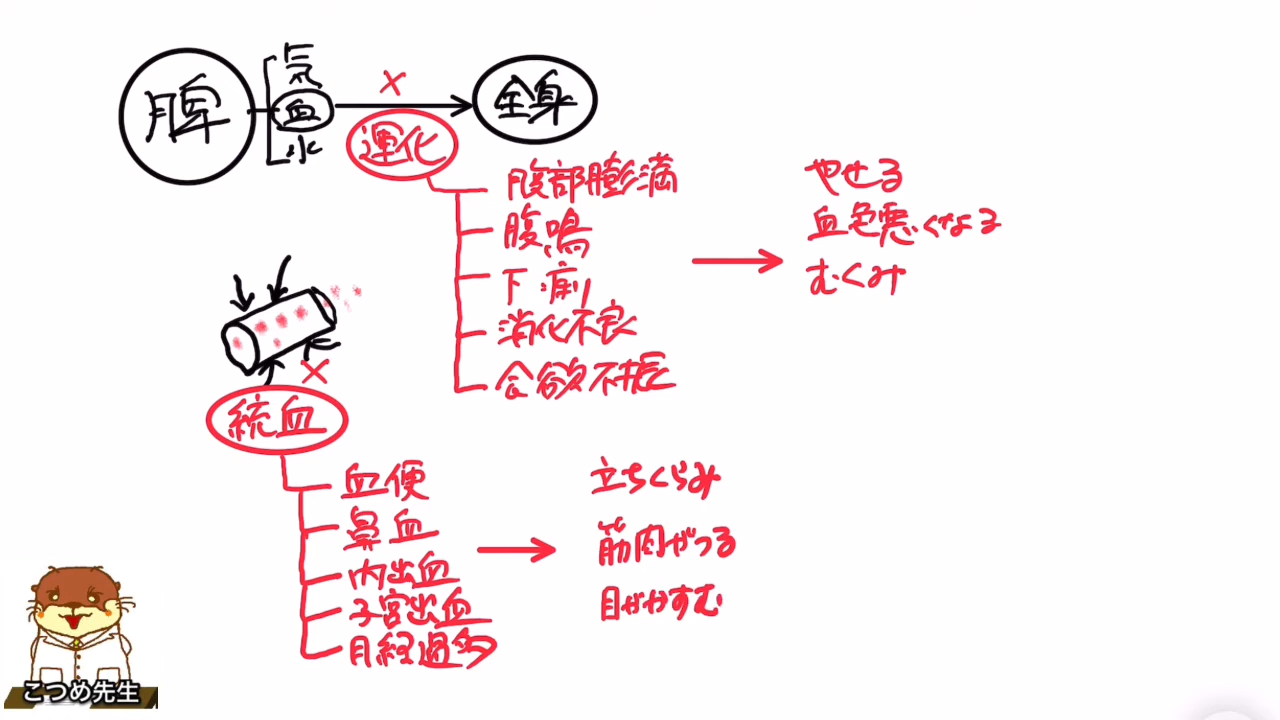 脾
気
血
水
×
全身
運化
腹部膨満
腹鳴
下痢
消化不良
食欲不振
やせる
血色悪くなる
むくみ
×
統血
血便
鼻血
内出血
子宮出血
月経過多
立ちくらみ
筋肉がつる
目がかすむ
こつめ先生